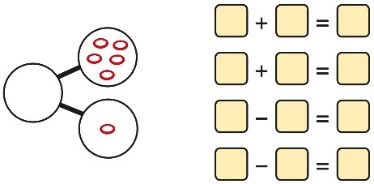 + =
+ =
− =
− =